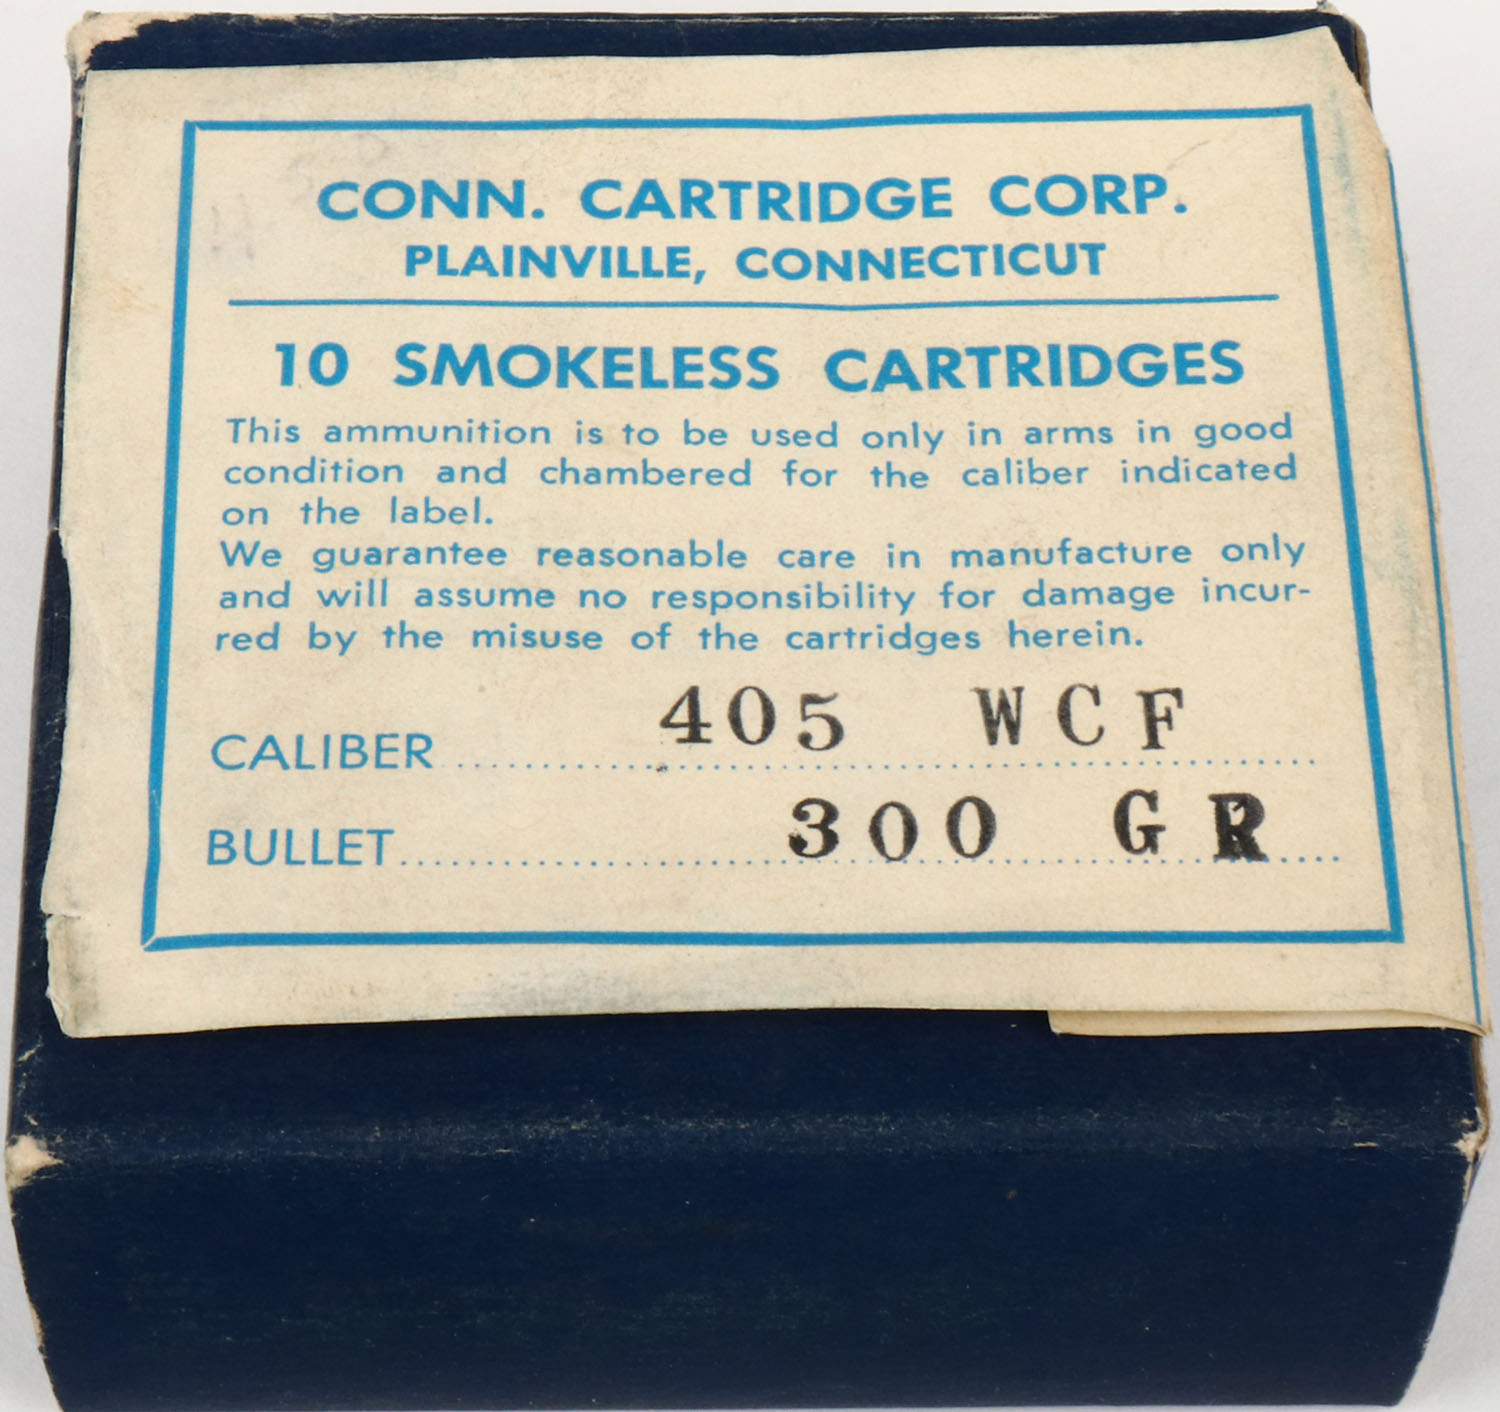 CONN. CARTRIDGE CORP.
PLAINVILLE, CONNECTICUT
10 SMOKELESS CARTRIDGES
This ammunition is to be used only in arms in good
condition and chambered for the caliber indicated
on the label.
We guarantee reasonable care in manufacture only
and will assume no responsibility for damage incur-
red by the misuse of the cartridges herein.
CALIBER 405 WCF
BULLET 300 GR